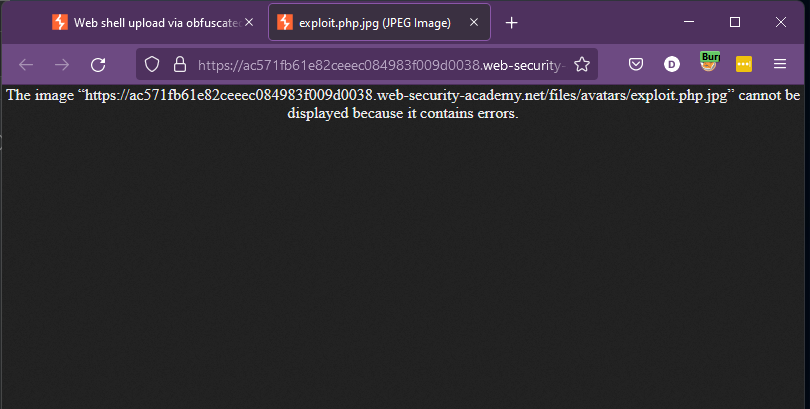 Web shell upload via obfuscated
exploit.php.jpg (JPEG Image)
https://ac571fb61e82ceeec084983f009d0038.web-security-
D
Burp
The image “https://ac571fb61e82ceeec084983f009d0038.web-security-academy.net/files/avatars/exploit.php.jpg” cannot be
displayed because it contains errors.